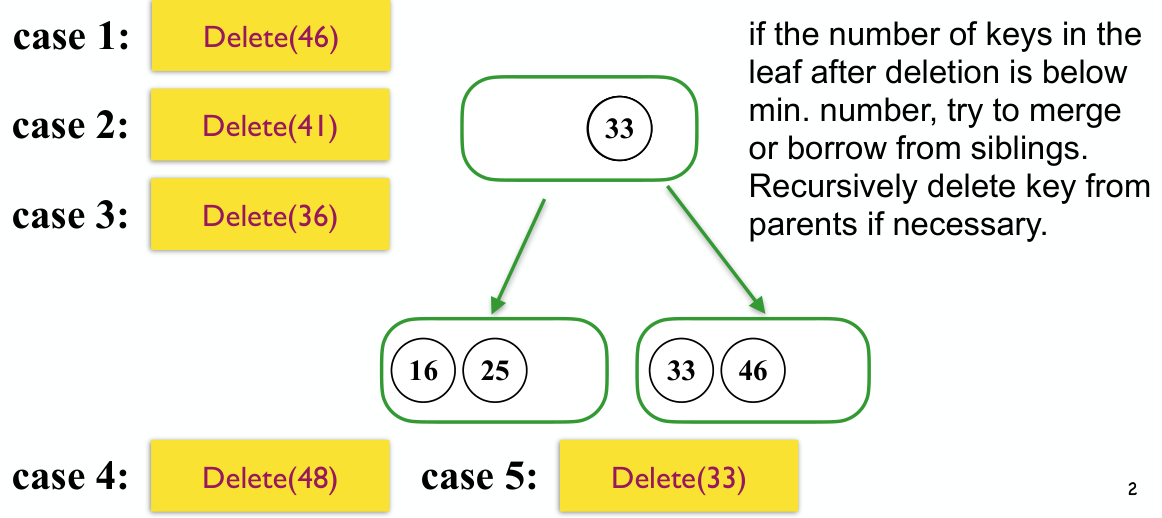 case 1: Delete(46)
case 2: Delete(41)
case 3: Delete(36)
if the number of keys in the
leaf after deletion is below
min. number, try to merge
or borrow from siblings.
Recursively delete key from
parents if necessary.
33
16 25
33 46
case 4: Delete(48) case 5: Delete(33)
2